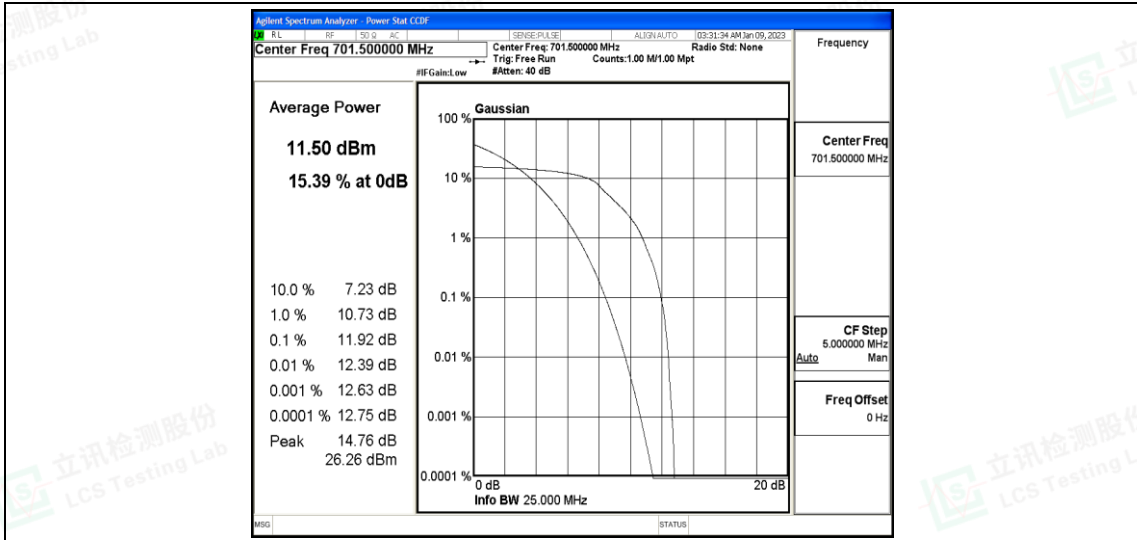 Agilent Spectrum Analyzer - Power Stat CCDF
LXI RL RF 50 Ω AC SENSE:PULSE ALIGNAUTO 03:31:34 AM Jan 09, 2023
Center Freq 701.500000 MHz
Center Freq: 701.500000 MHz Radio Std: None
Trig: Free Run Counts:1.00 M/1.00 Mpt
#IFGain:Low #Atten: 40 dB
Frequency
Center Freq
701.500000 MHz
CF Step
5.000000 MHz
Auto Man
Freq Offset
0 Hz
Average Power
11.50 dBm
15.39 % at 0dB
10.0 % 7.23 dB
1.0 % 10.73 dB
0.1 % 11.92 dB
0.01 % 12.39 dB
0.001 % 12.63 dB
0.0001 % 12.75 dB
Peak 14.76 dB
26.26 dBm
Gaussian
100 %
10 %
1 %
0.1 %
0.01 %
0.001 %
0.0001 %
0 dB 20 dB
Info BW 25.000 MHz
MSG STATUS
立讯检测股份
LCS Testing Lab
立讯检测股份
LCS Testing L